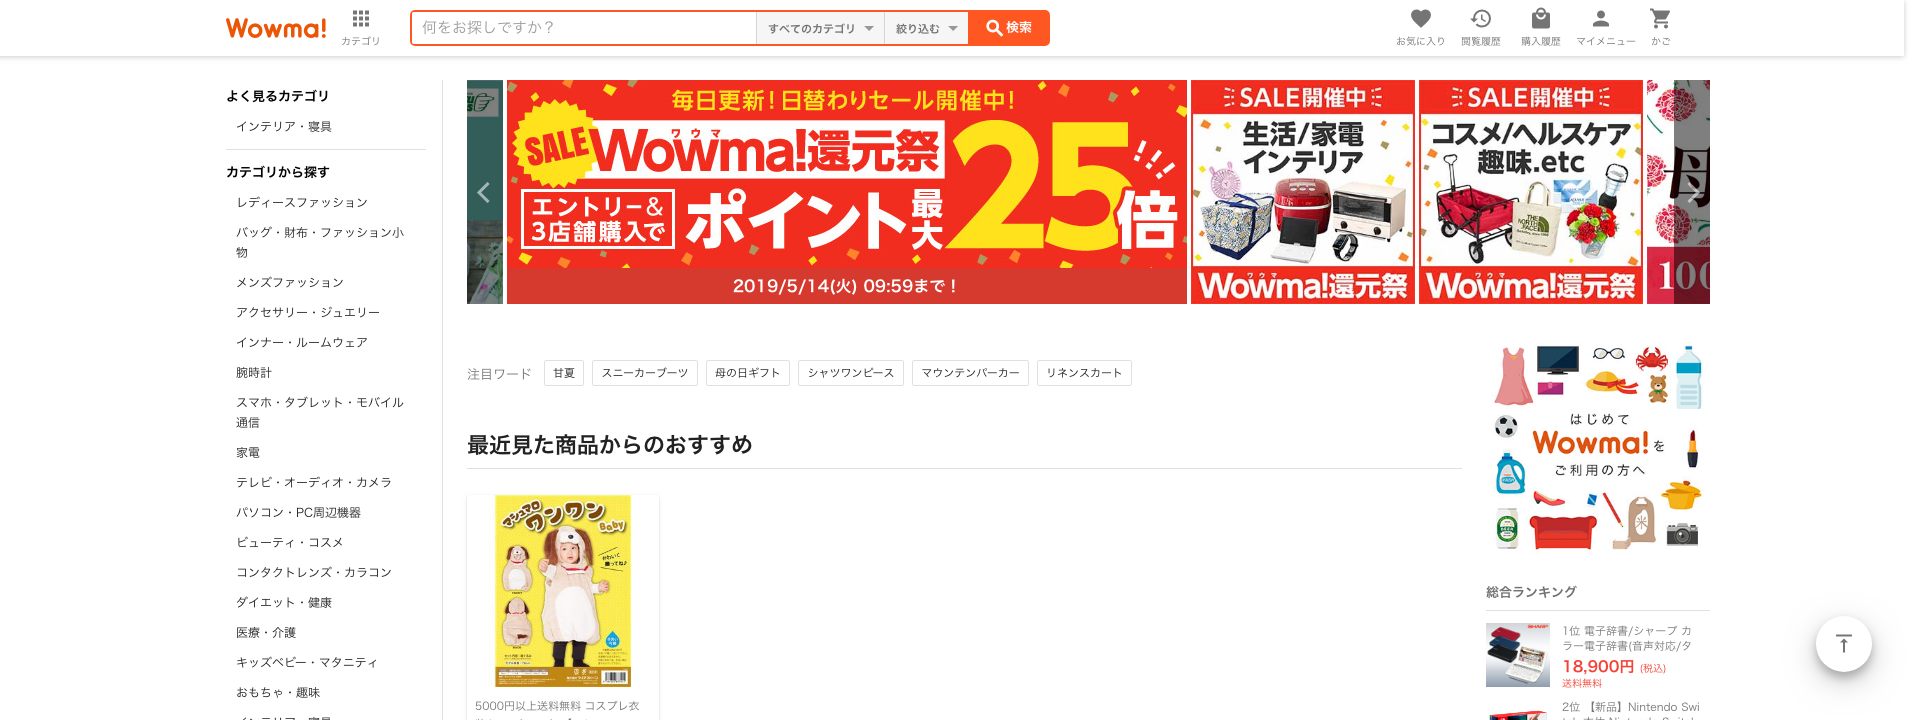 Wowma!
カテゴリ
何をお探しですか？
すべてのカテゴリ
絞り込む
検索
お気に入り
閲覧履歴
購入履歴
マイメニュー
かご
よく見るカテゴリ
インテリア・寝具
カテゴリから探す
レディースファッション
バッグ・財布・ファッション小
物
メンズファッション
アクセサリー・ジュエリー
インナー・ルームウェア
腕時計
スマホ・タブレット・モバイル
通信
家電
テレビ・オーディオ・カメラ
パソコン・PC周辺機器
ビューティ・コスメ
コンタクトレンズ・カラコン
ダイエット・健康
医療・介護
キッズベビー・マタニティ
おもちゃ・趣味
インテリア・寝具
毎日更新！日替わりセール開催中！
SALE
ワウマ
Wowma!還元祭
エントリー&
3店舗購入で
ポイント最大25倍
2019/5/14(火) 09:59まで！
SALE開催中
生活/家電
インテリア
ワウマ
Wowma!還元祭
SALE開催中
コスメ/ヘルスケア
趣味.etc
THE NORTH FACE
ワウマ
Wowma!還元祭
母
100
注目ワード
甘夏
スニーカーブーツ
母の日ギフト
シャツワンピース
マウンテンパーカー
リネンスカート
最近見た商品からのおすすめ
マシュマロ
ワンワン
Baby
5000円以上送料無料 コスプレ衣
はじめて
Wowma!を
ご利用の方へ
米
総合ランキング
SHARP
1位 電子辞書/シャープ カ
ラー電子辞書(音声対応/タ
18,900円 (税込)
送料無料
2位 【新品】Nintendo Swi